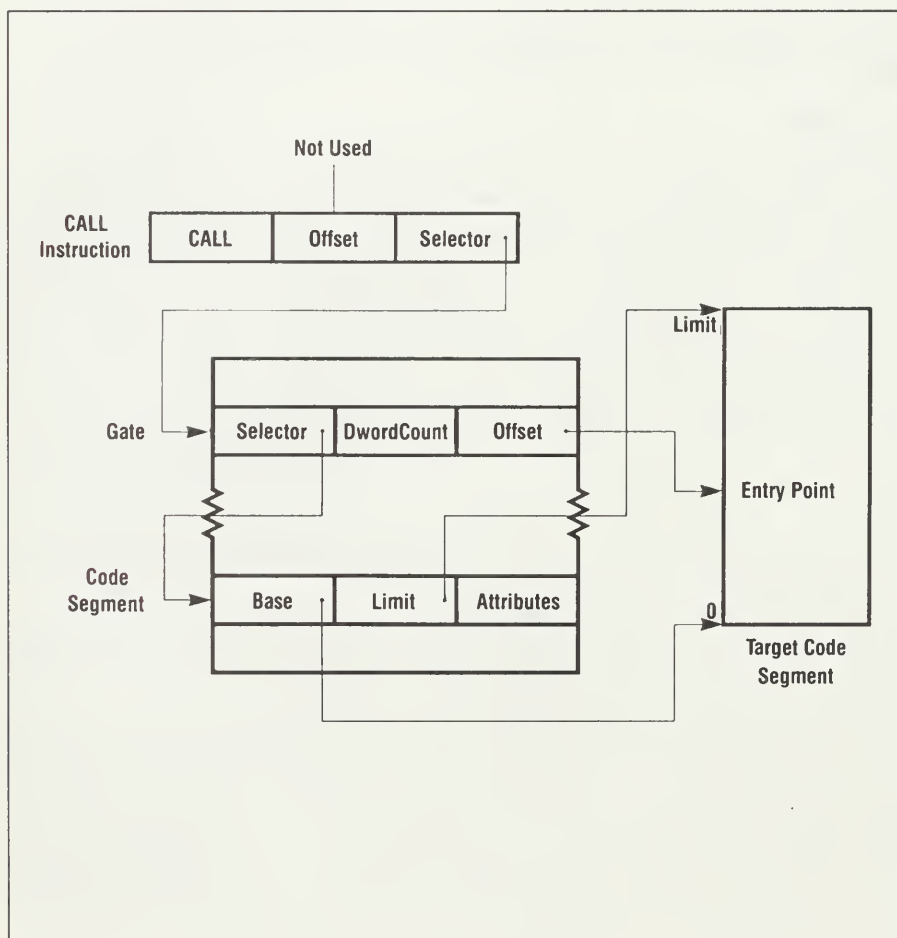 Not Used
CALL
Instruction
CALL Offset Selector
Limit
Gate
Selector DwordCount Offset
Entry Point
Code
Segment
Base Limit Attributes
0
Target Code
Segment